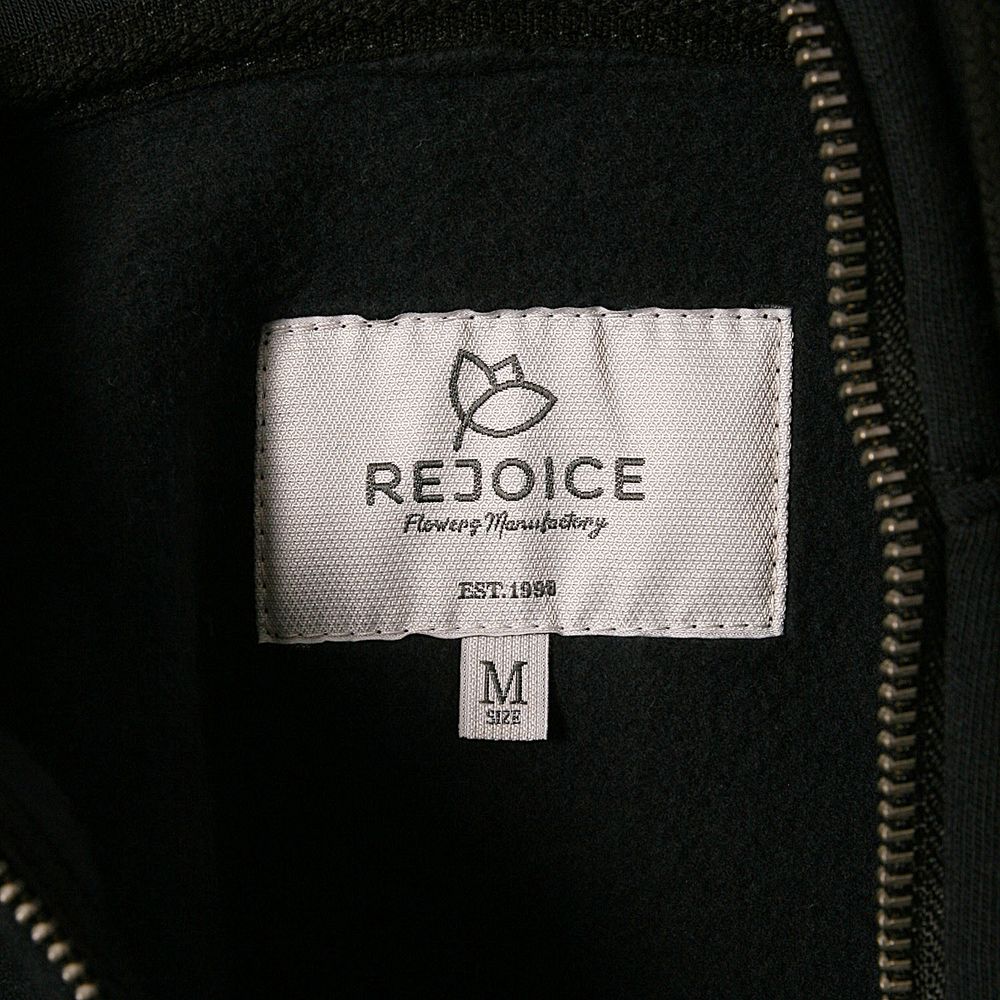 REJOICE
Flowers Manufactory
EST. 1998
M
SIZE